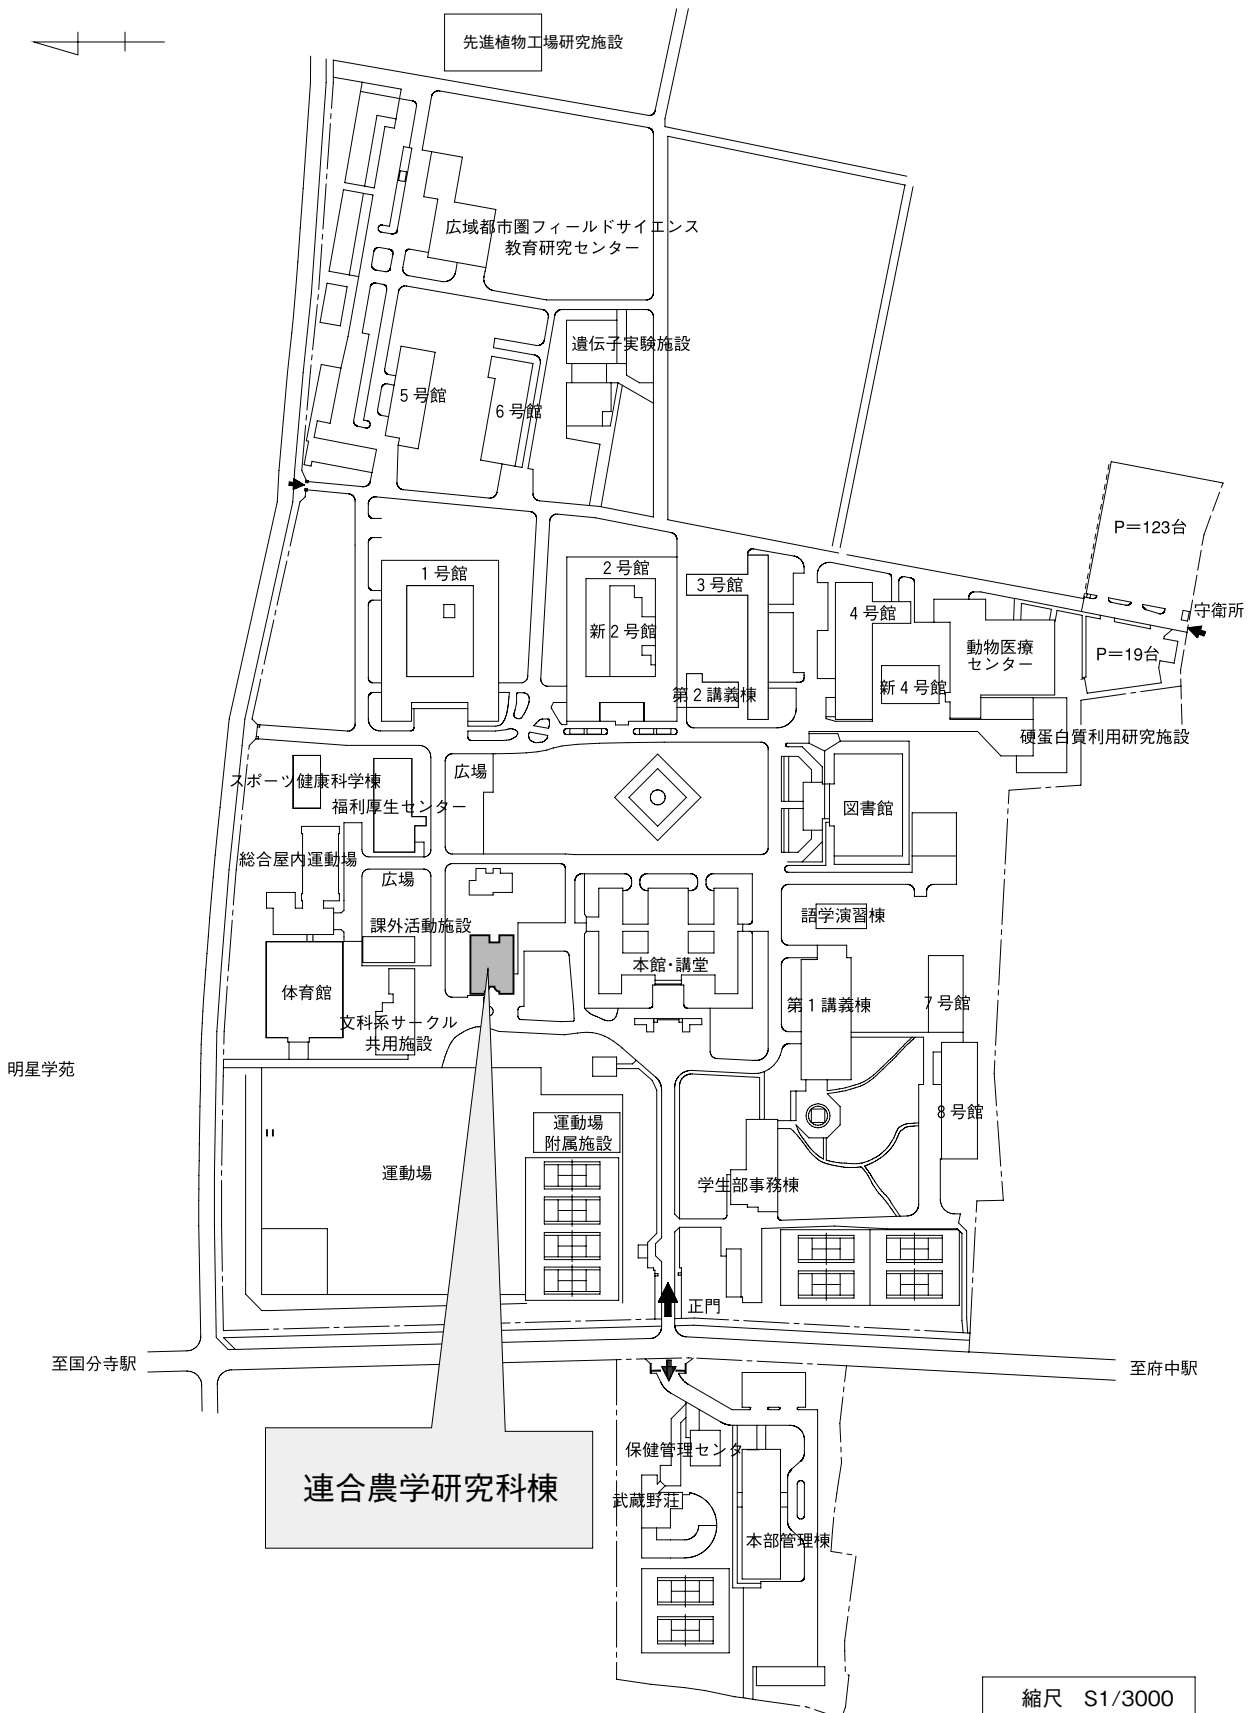 先進植物工場研究施設
広域都市圏フィールドサイエンス
教育研究センター
遺伝子実験施設
5号館
6号館
P=123台
1号館
2号館
3号館
4号館
守衛所
新2号館
動物医療
センター
P=19台
第2講義棟
新4号館
硬蛋白質利用研究施設
広場
スポーツ健康科学棟
福利厚生センター
図書館
総合屋内運動場
広場
語学演習棟
課外活動施設
本館・講堂
体育館
第1講義棟
7号館
文科系サークル
共用施設
明星学苑
8号館
運動場
附属施設
運動場
学生部事務棟
正門
至国分寺駅
至府中駅
保健管理センター
連合農学研究科棟
武蔵野荘
本部管理棟
縮尺 S1/3000